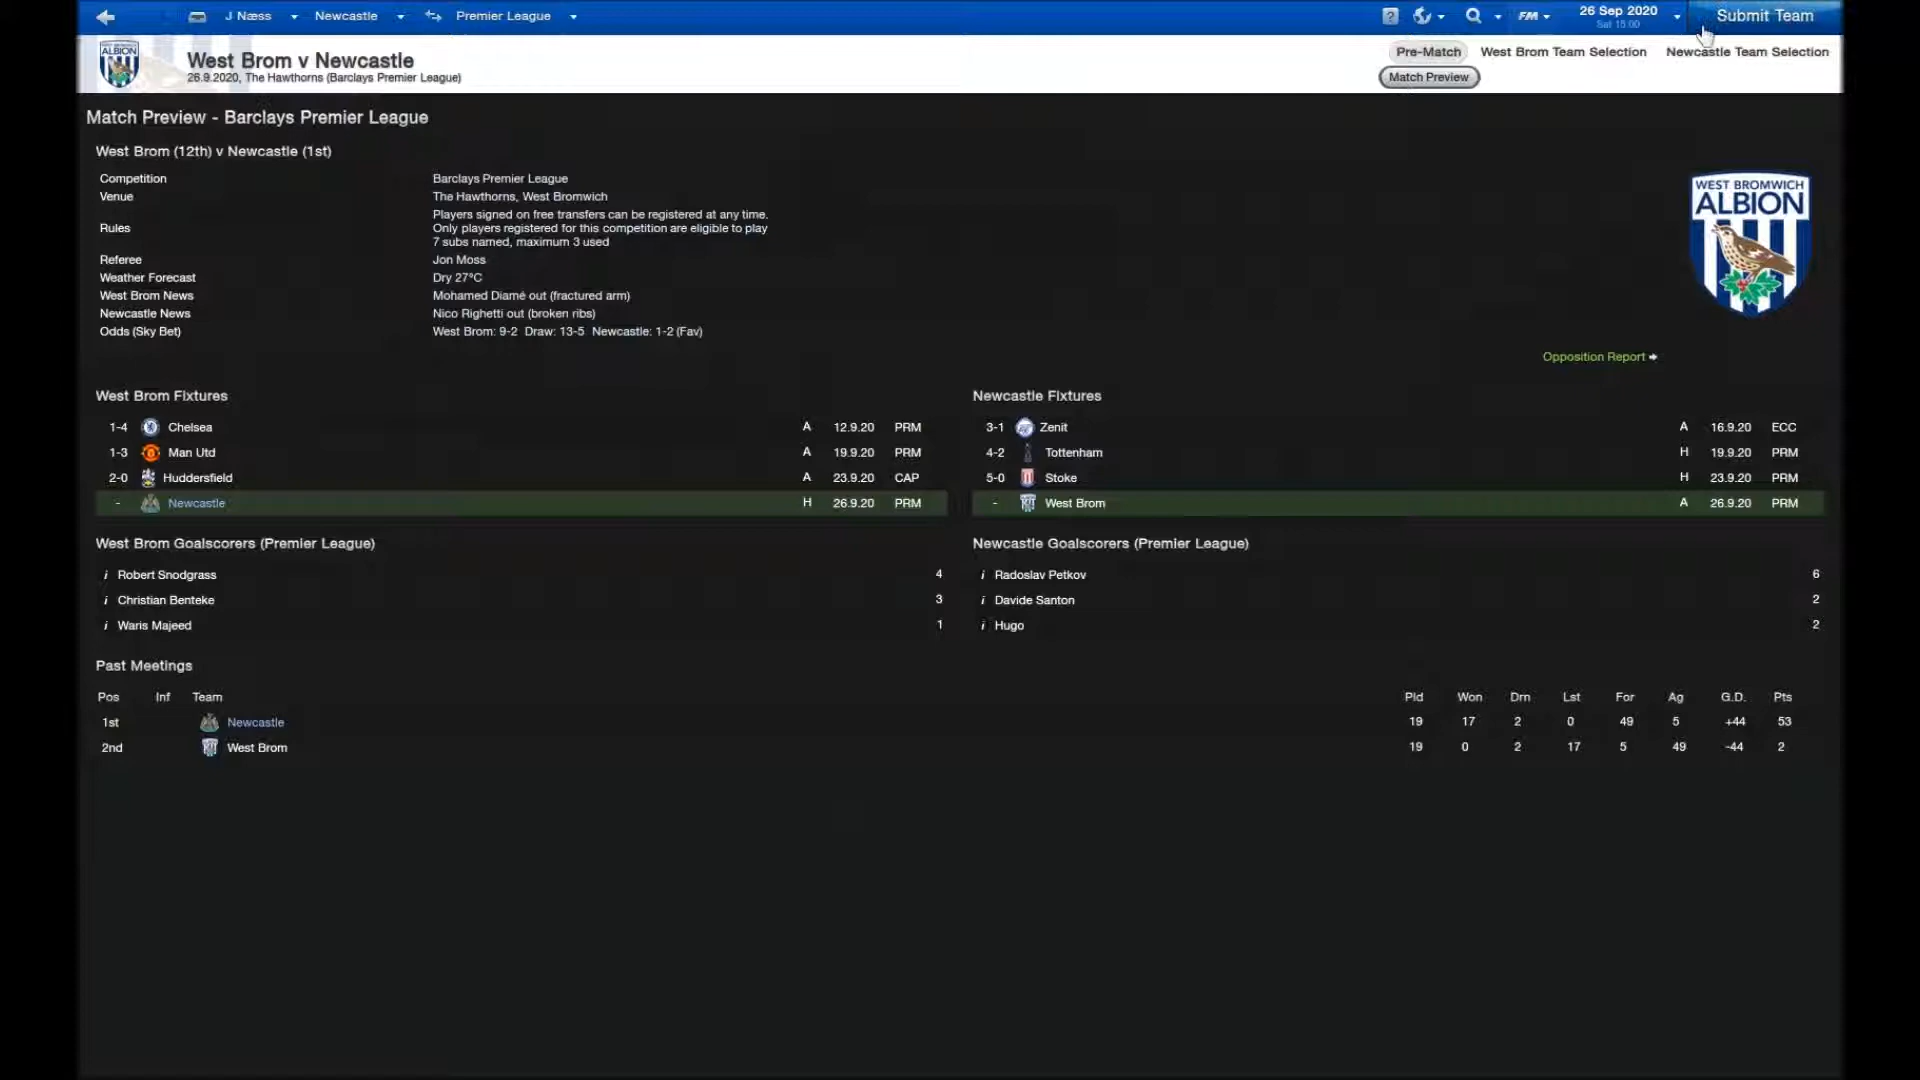 J Næss Newcastle Premier League ? FM 26 Sep 2020 Submit Team
Sat 15:00
ALBION West Brom v Newcastle Pre-Match West Brom Team Selection Newcastle Team Selection
26.9.2020, The Hawthorns (Barclays Premier League) Match Preview
Match Preview - Barclays Premier League
West Brom (12th) v Newcastle (1st)
Competition Barclays Premier League
Venue The Hawthorns, West Bromwich
Players signed on free transfers can be registered at any time.
Rules Only players registered for this competition are eligible to play
7 subs named, maximum 3 used
Referee Jon Moss
Weather Forecast Dry 27°C
West Brom News Mohamed Diamé out (fractured arm)
Newcastle News Nico Righetti out (broken ribs)
Odds (Sky Bet) West Brom: 9-2 Draw: 13-5 Newcastle: 1-2 (Fav)
WEST BROMWICH
ALBION
Opposition Report
West Brom Fixtures
1-4 Chelsea A 12.9.20 PRM
1-3 Man Utd A 19.9.20 PRM
2-0 Huddersfield A 23.9.20 CAP
- Newcastle H 26.9.20 PRM
Newcastle Fixtures
3-1 Zenit A 16.9.20 ECC
4-2 Tottenham H 19.9.20 PRM
5-0 Stoke H 23.9.20 PRM
- West Brom A 26.9.20 PRM
West Brom Goalscorers (Premier League)
i Robert Snodgrass 4
i Christian Benteke 3
i Waris Majeed 1
Newcastle Goalscorers (Premier League)
i Radoslav Petkov 6
i Davide Santon 2
i Hugo 2
Past Meetings
Pos Inf Team Pld Won Drn Lst For Ag G.D. Pts
1st Newcastle 19 17 2 0 49 5 +44 53
2nd West Brom 19 0 2 17 5 49 -44 2